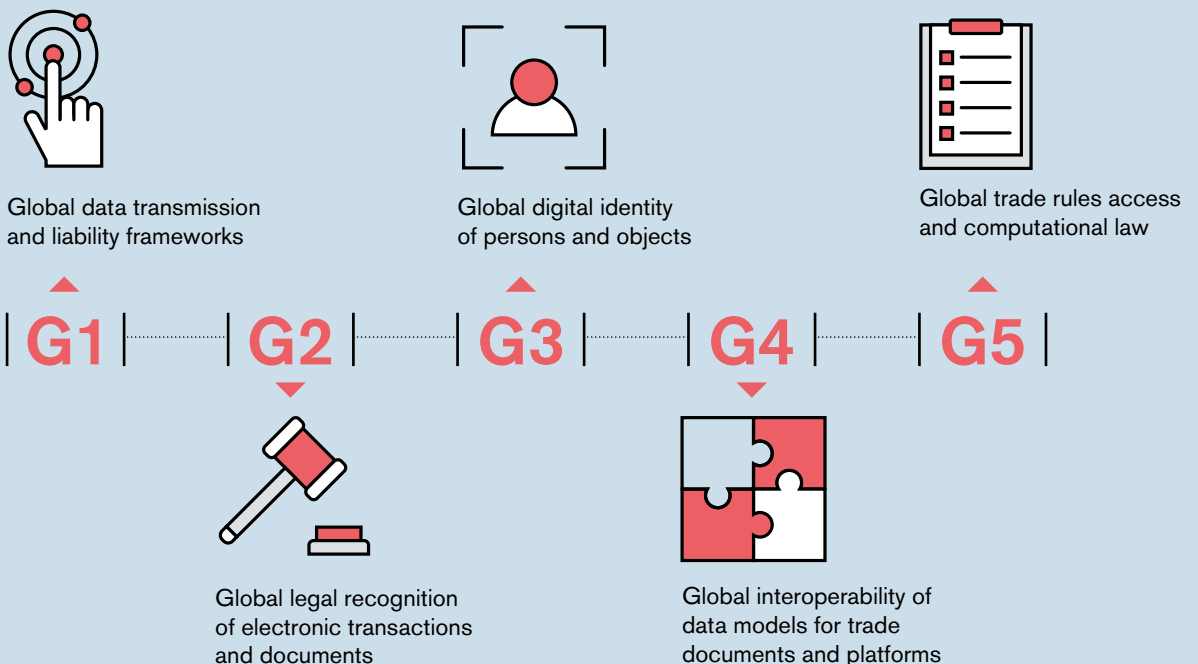 Global data transmission
and liability frameworks
Global digital identity
of persons and objects
Global trade rules access
and computational law
G1
G2
G3
G4
G5
Global legal recognition
of electronic transactions
and documents
Global interoperability of
data models for trade
documents and platforms